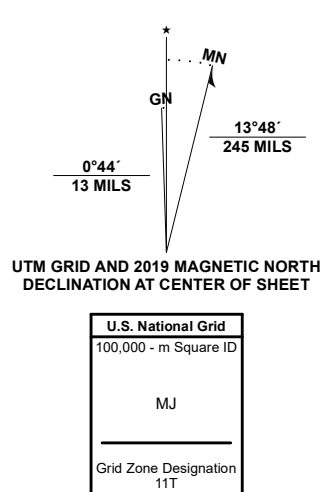 ★
MN
GN
13°48´
245 MILS
0°44´
13 MILS
UTM GRID AND 2019 MAGNETIC NORTH
DECLINATION AT CENTER OF SHEET
U.S. National Grid
100,000 - m Square ID
MJ
Grid Zone Designation
11T